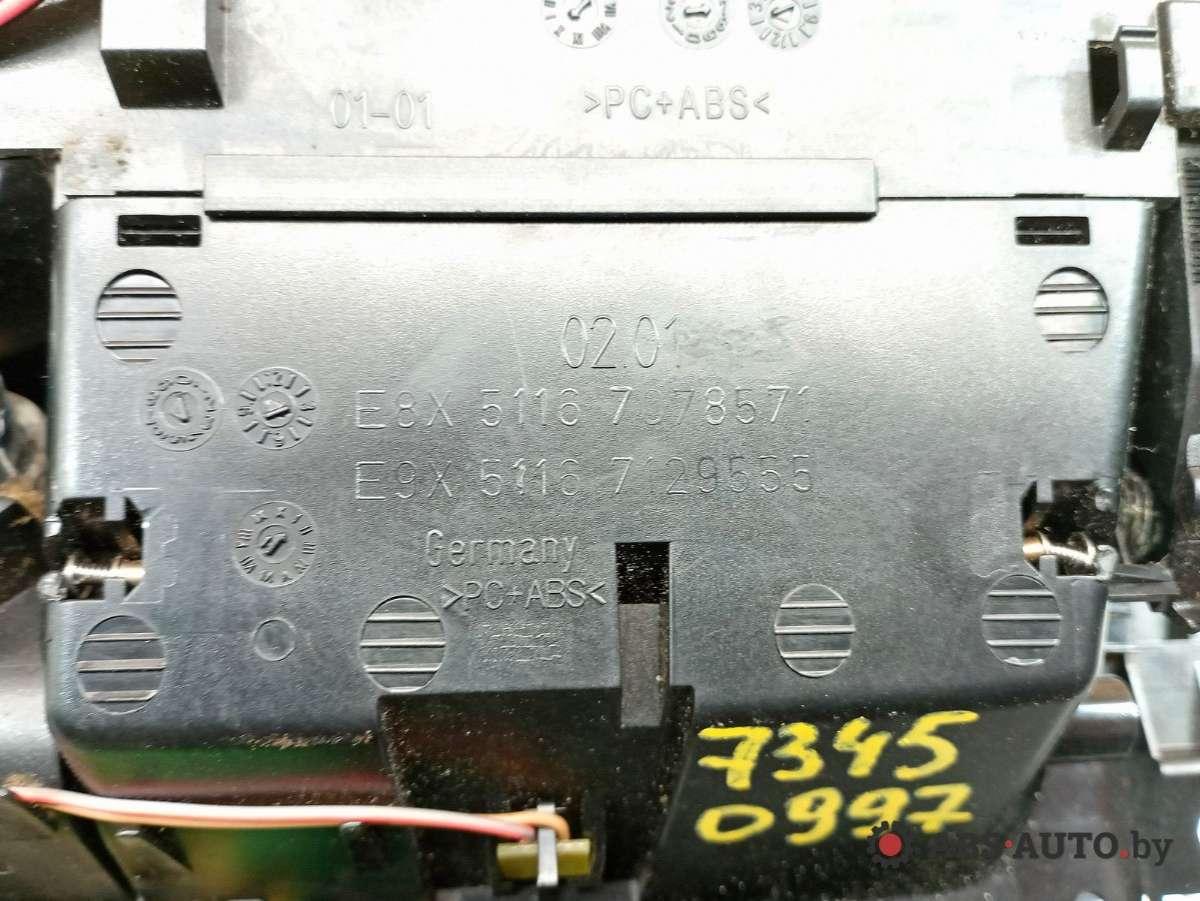 01-01
>PC+ABS<
02.01
E8X 5116 7078571
E9X 5116 7129555
Germany
>PC+ABS<
7345
0997
AUTO.by